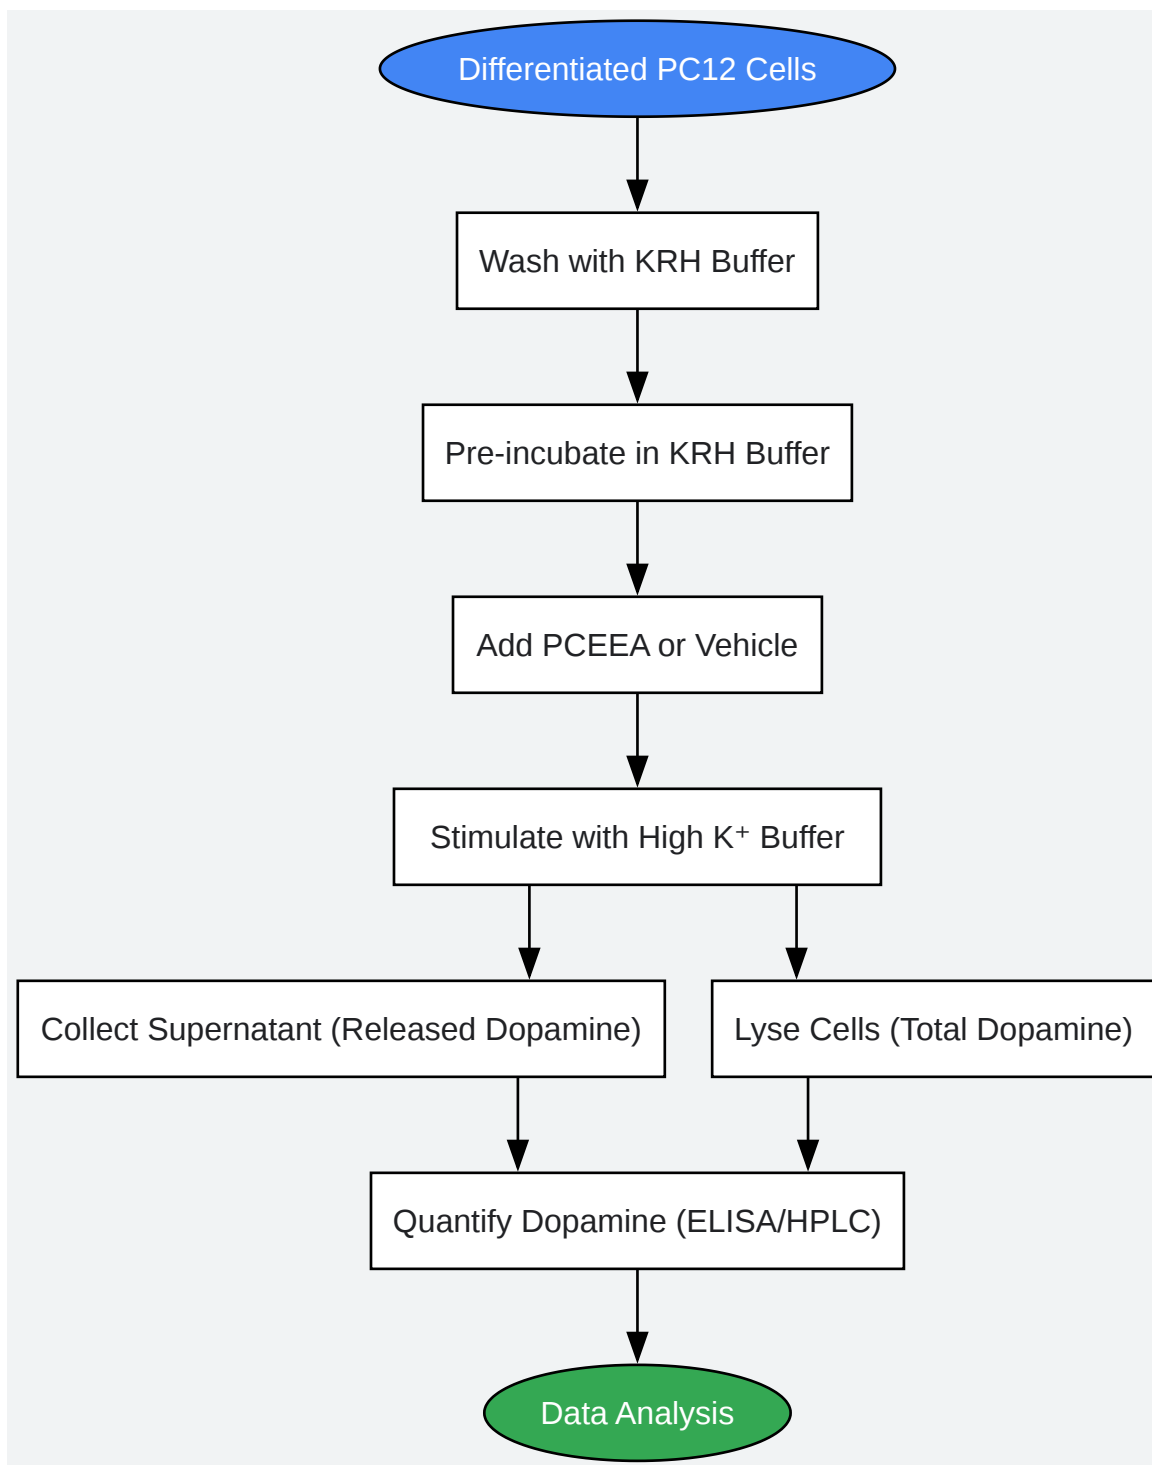 Differentiated PC12 Cells
Wash with KRH Buffer
Pre-incubate in KRH Buffer
Add PCEEA or Vehicle
Stimulate with High K⁺ Buffer
Collect Supernatant (Released Dopamine)
Lyse Cells (Total Dopamine)
Quantify Dopamine (ELISA/HPLC)
Data Analysis